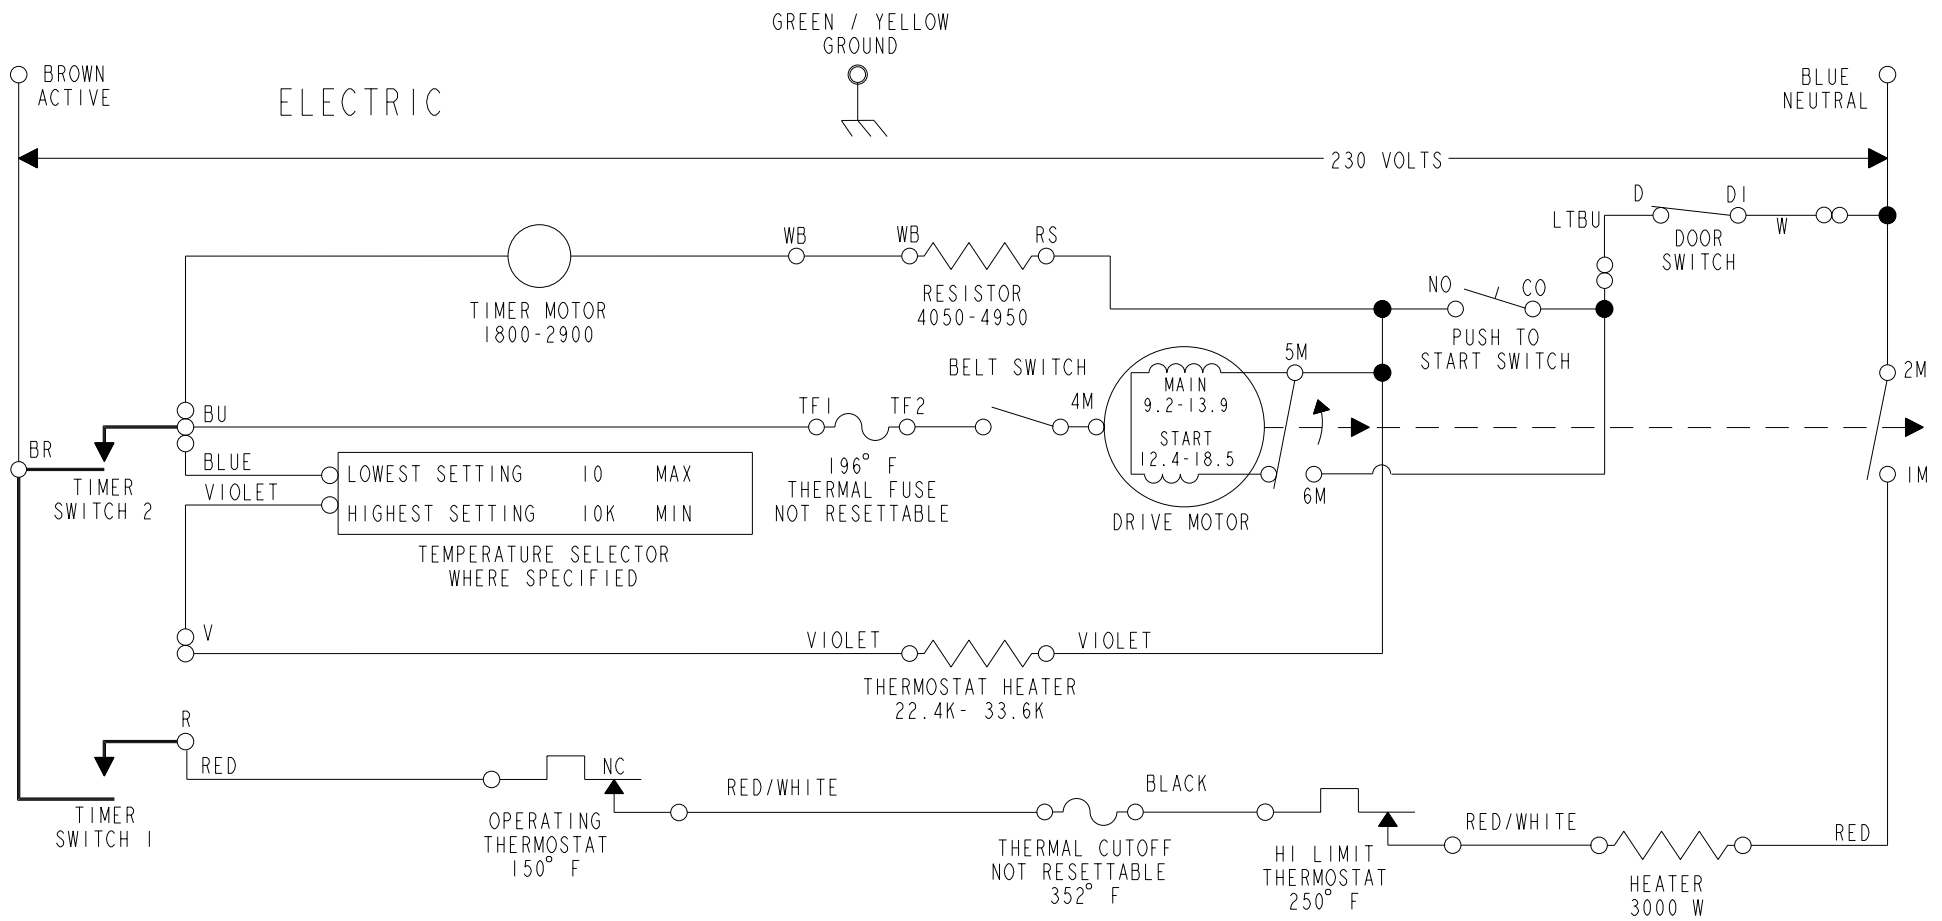 GREEN / YELLOW
GROUND
BROWN
ACTIVE
ELECTRIC
BLUE
NEUTRAL
230 VOLTS
D
D1
LTBU
W
DOOR
SWITCH
WB
WB
RS
TIMER MOTOR
1800-2900
RESISTOR
4050-4950
NO
CO
PUSH TO
START SWITCH
BELT SWITCH
5M
2M
MAIN
9.2-13.9
4M
TF1
TF2
BU
START
12.4-18.5
BR
BLUE
VIOLET
LOWEST SETTING 10 MAX
HIGHEST SETTING 10K MIN
196° F
THERMAL FUSE
NOT RESETTABLE
6M
1M
TIMER
SWITCH 2
DRIVE MOTOR
TEMPERATURE SELECTOR
WHERE SPECIFIED
V
VIOLET
VIOLET
THERMOSTAT HEATER
22.4K- 33.6K
R
RED
NC
RED/WHITE
BLACK
TIMER
SWITCH 1
OPERATING
THERMOSTAT
150° F
THERMAL CUTOFF
NOT RESETTABLE
352° F
HI LIMIT
THERMOSTAT
250° F
RED/WHITE
RED
HEATER
3000 W